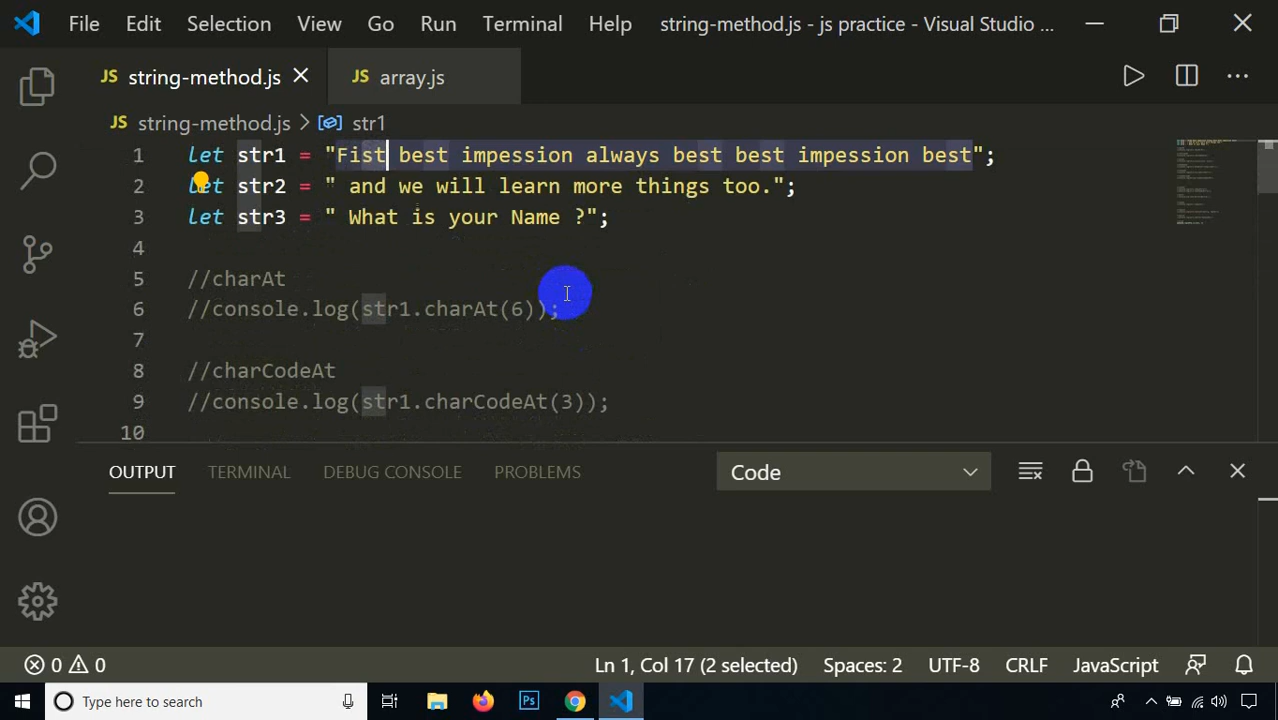 File Edit Selection View Go Run Terminal Help string-method.js - js practice - Visual Studio ...
JS string-method.js JS array.js
JS string-method.js > str1
1 let str1 = "Fist best impession always best best impession best";
2 let str2 = " and we will learn more things too.";
3 let str3 = " What is your Name ?";
4
5 //charAt
6 //console.log(str1.charAt(6));
7
8 //charCodeAt
9 //console.log(str1.charCodeAt(3));
10
OUTPUT TERMINAL DEBUG CONSOLE PROBLEMS Code
0 0 Ln 1, Col 17 (2 selected) Spaces: 2 UTF-8 CRLF JavaScript
Type here to search Ps